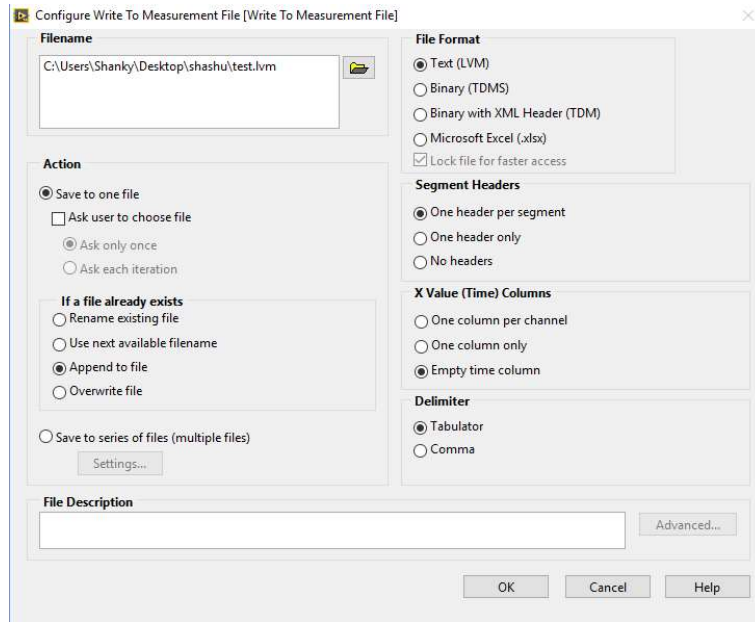 Configure Write To Measurement File [Write To Measurement File]
Filename
C:\Users\Shanky\Desktop\shashu\test.lvm
Action
Save to one file
Ask user to choose file
Ask only once
Ask each iteration
If a file already exists
Rename existing file
Use next available filename
Append to file
Overwrite file
Save to series of files (multiple files)
Settings...
File Format
Text (LVM)
Binary (TDMS)
Binary with XML Header (TDM)
Microsoft Excel (.xlsx)
Lock file for faster access
Segment Headers
One header per segment
One header only
No headers
X Value (Time) Columns
One column per channel
One column only
Empty time column
Delimiter
Tabulator
Comma
File Description
Advanced...
OK
Cancel
Help